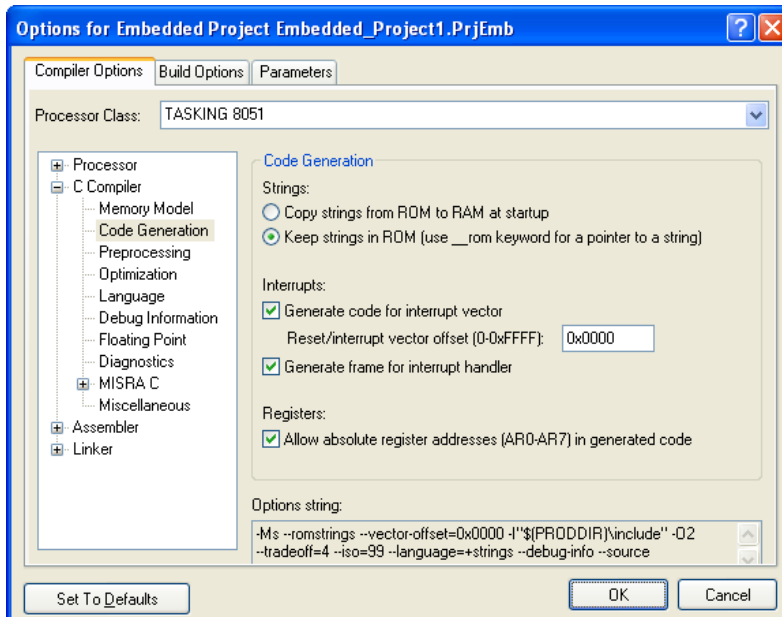 Options for Embedded Project Embedded_Project1.PrjEmb
Compiler Options
Build Options
Parameters
Processor Class:
TASKING 8051
Processor
C Compiler
Memory Model
Code Generation
Preprocessing
Optimization
Language
Debug Information
Floating Point
Diagnostics
MISRA C
Miscellaneous
Assembler
Linker
Code Generation
Strings:
Copy strings from ROM to RAM at startup
Keep strings in ROM (use __rom keyword for a pointer to a string)
Interrupts:
Generate code for interrupt vector
Reset/interrupt vector offset (0-0xFFFF): 0x0000
Generate frame for interrupt handler
Registers:
Allow absolute register addresses (AR0-AR7) in generated code
Options string:
-Ms --romstrings --vector-offset=0x0000 -I"$(PRODDIR)\include" -O2
--tradeoff=4 --iso=99 --language=+strings --debug-info --source
Set To Defaults
OK
Cancel